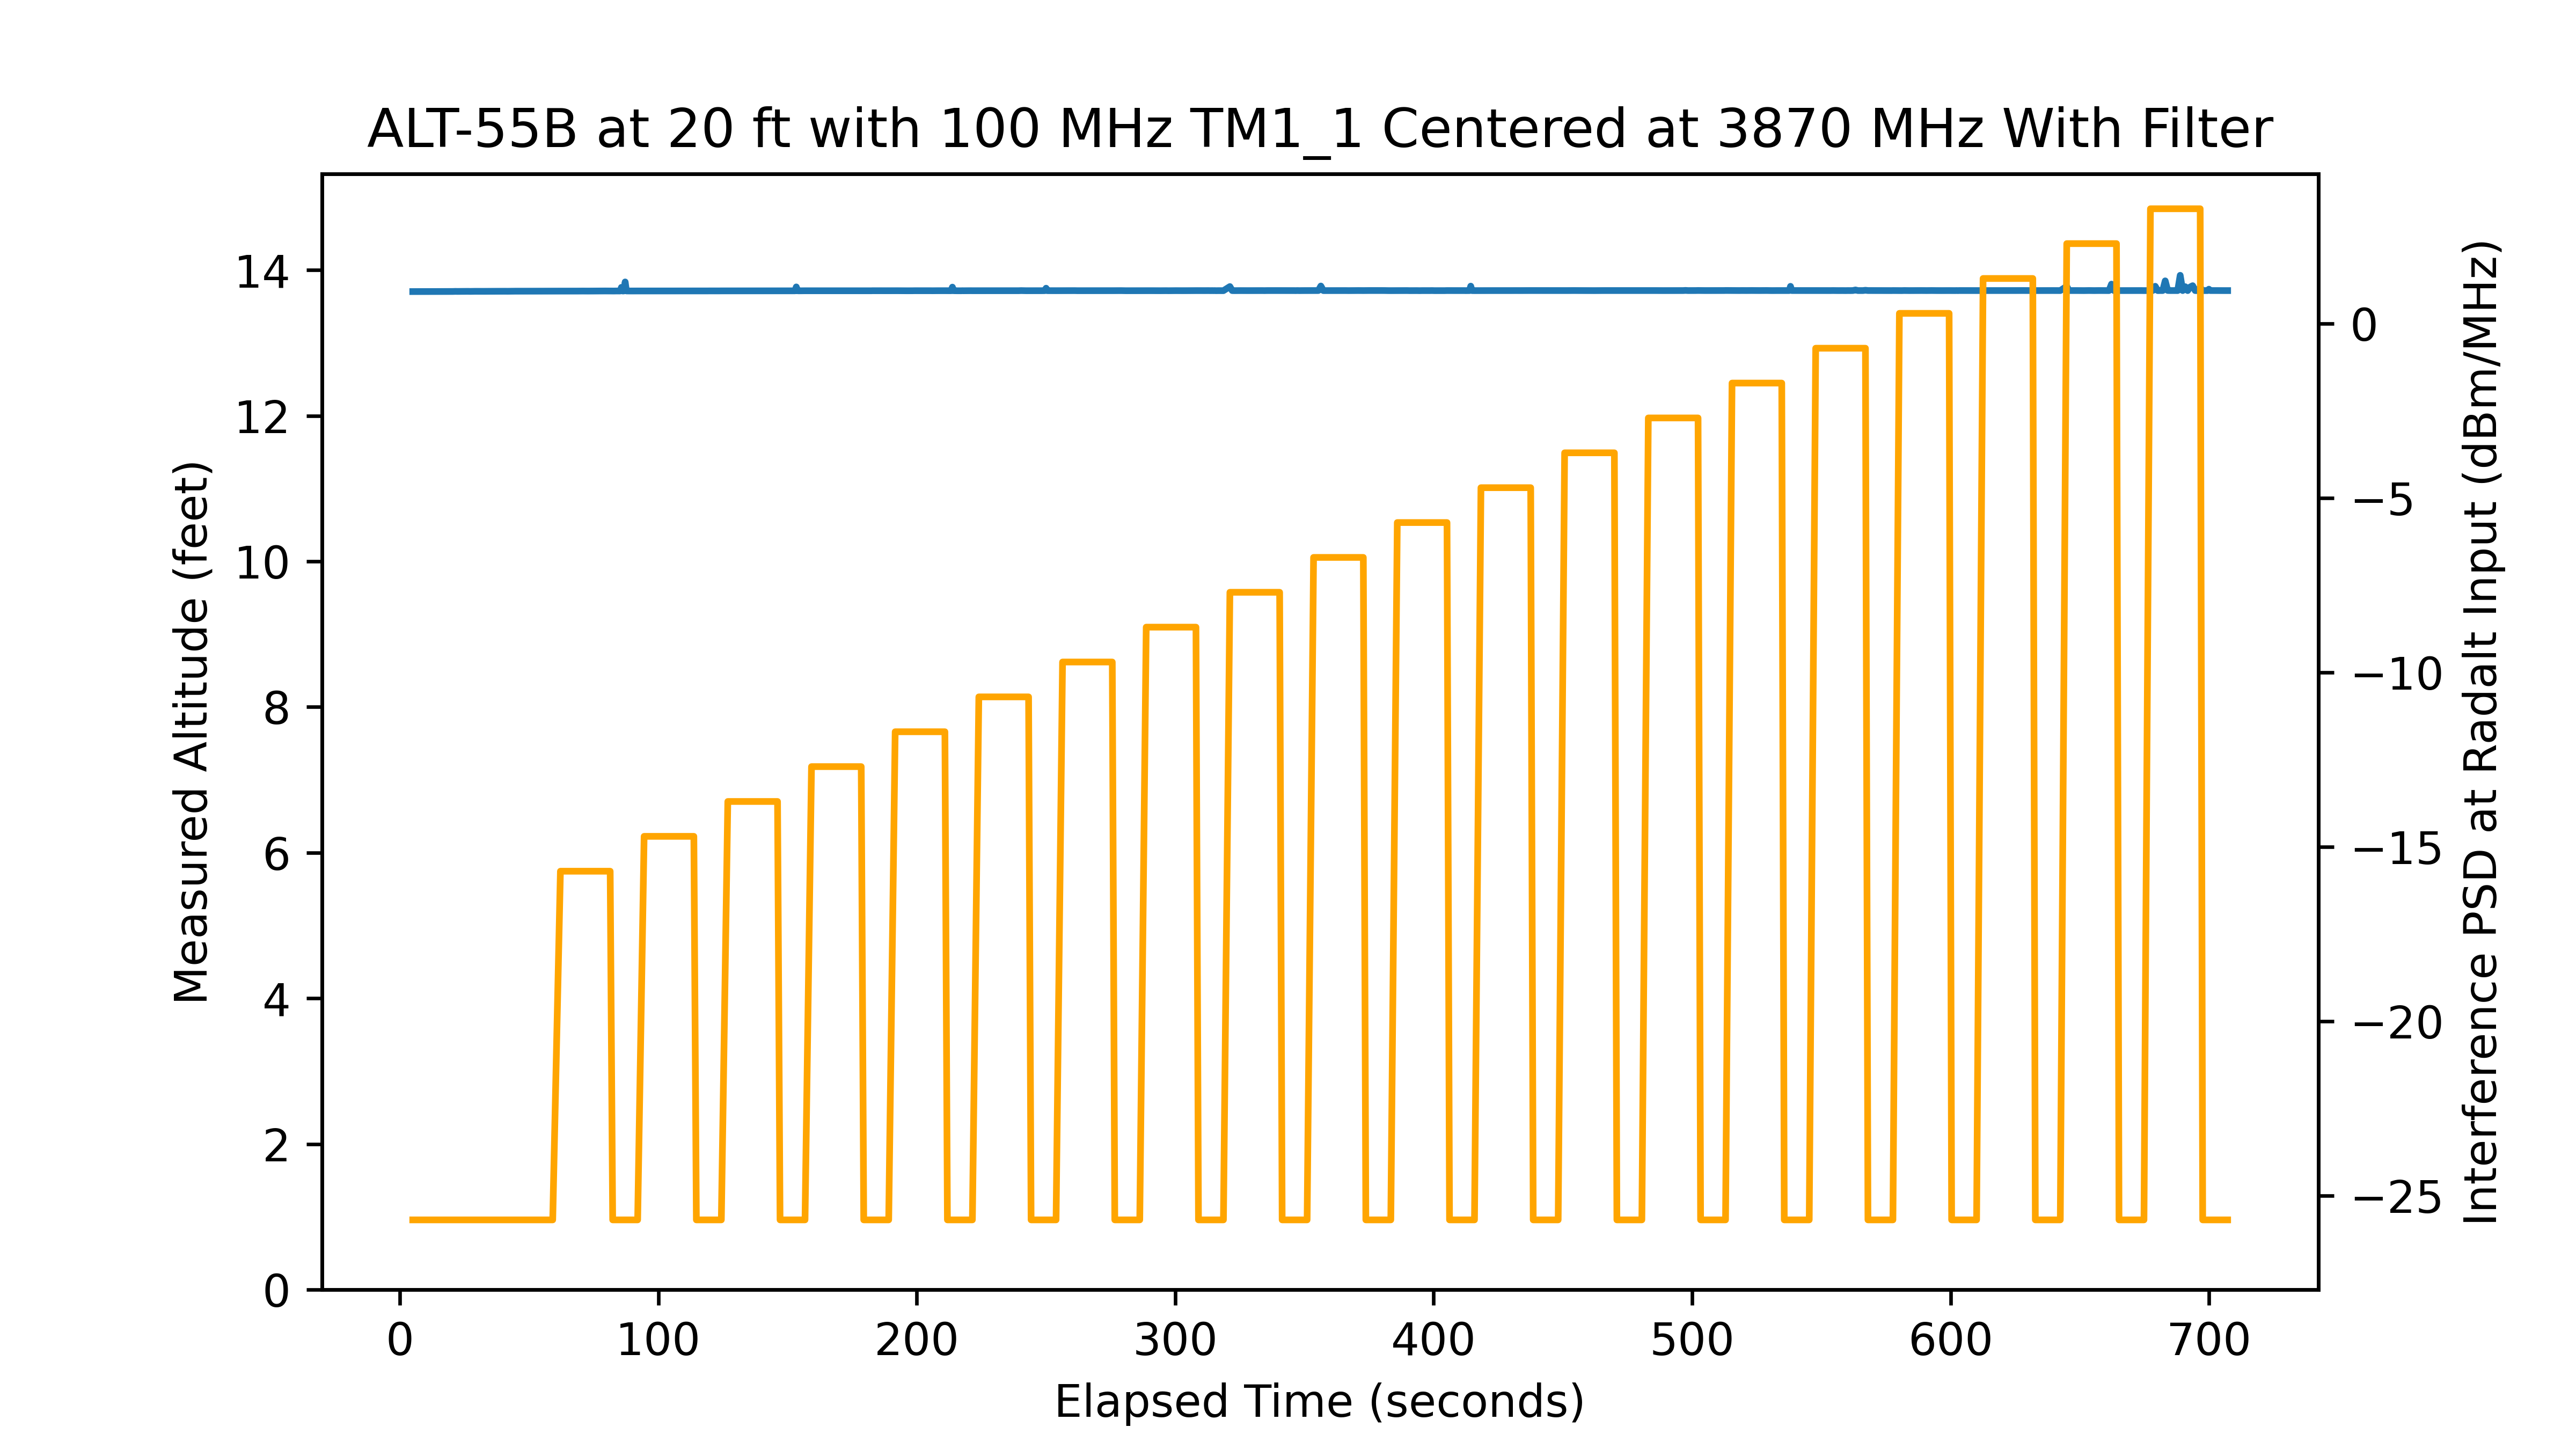 ALT-55B at 20 ft with 100 MHz TM1_1 Centered at 3870 MHz With Filter
Measured Altitude (feet)
14
12
10
8
6
4
2
0
0
−5
−10
−15
−20
−25
Interference PSD at Radalt Input (dBm/MHz)
0 100 200 300 400 500 600 700
Elapsed Time (seconds)